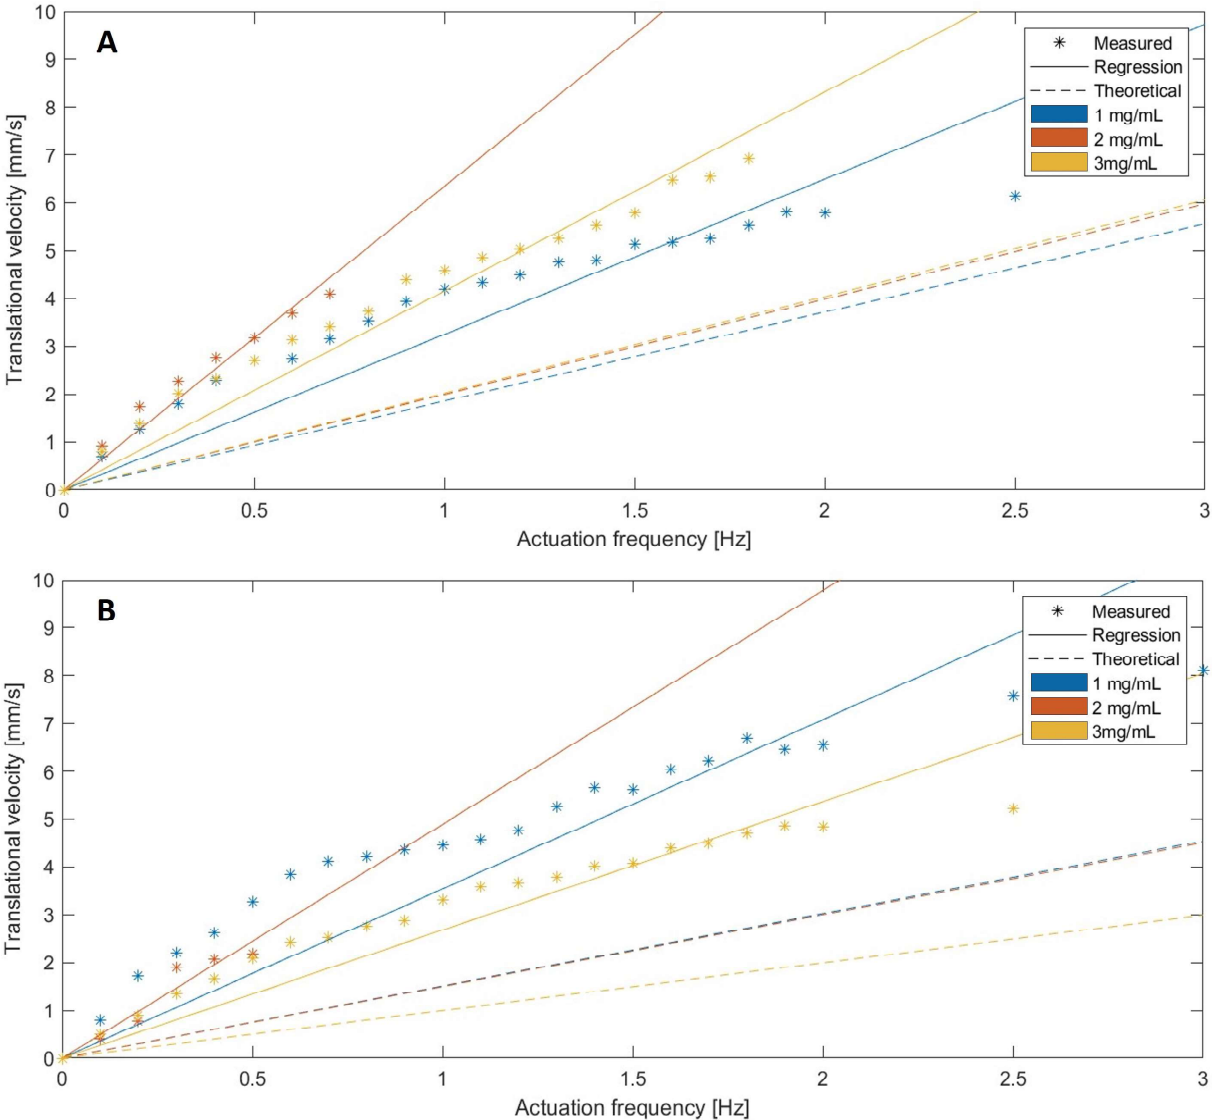 A
10
9
8
7
6
5
4
3
2
1
0
Translational velocity [mm/s]
Measured
Regression
Theoretical
1 mg/mL
2 mg/mL
3mg/mL
0 0.5 1 1.5 2 2.5 3
Actuation frequency [Hz]
B
10
9
8
7
6
5
4
3
2
1
0
Translational velocity [mm/s]
Measured
Regression
Theoretical
1 mg/mL
2 mg/mL
3mg/mL
0 0.5 1 1.5 2 2.5 3
Actuation frequency [Hz]